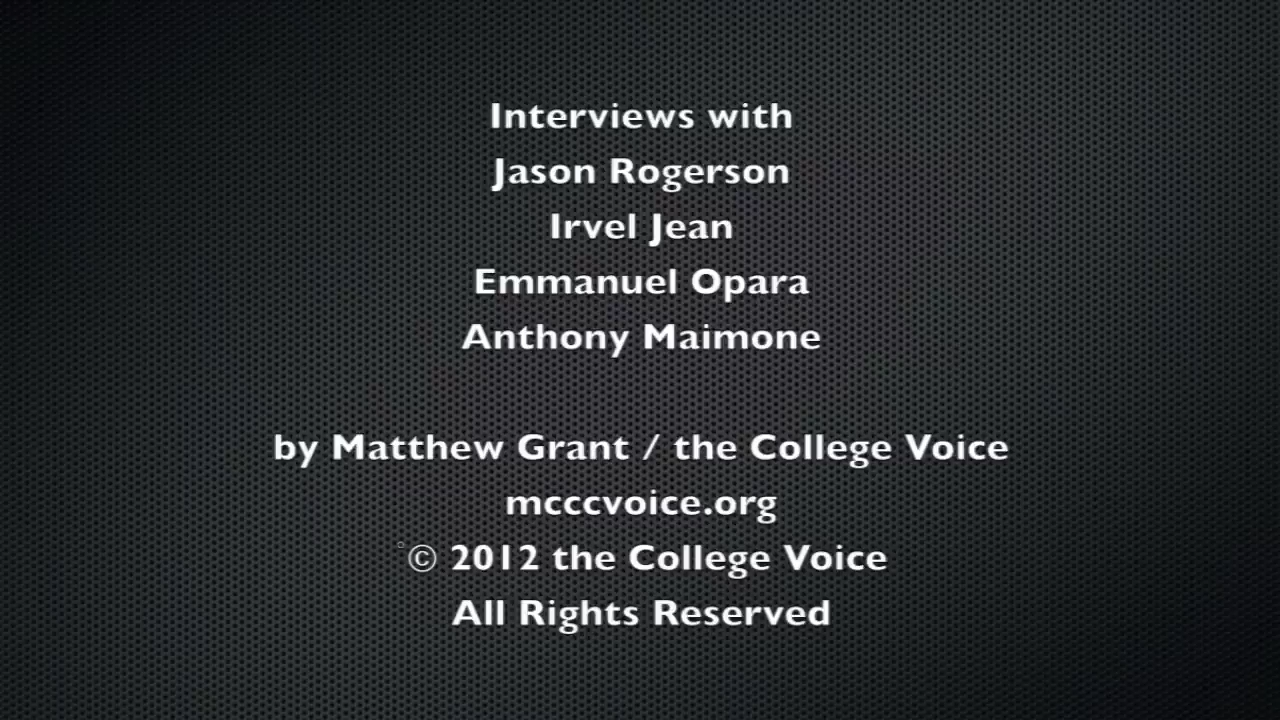 Interviews with
Jason Rogerson
Irvel Jean
Emmanuel Opara
Anthony Maimone
by Matthew Grant / the College Voice
mcccvoice.org
°© 2012 the College Voice
All Rights Reserved